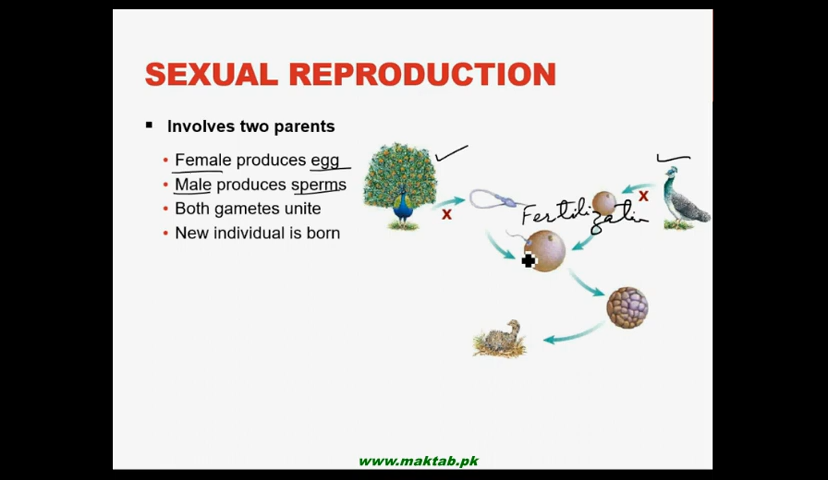 SEXUAL REPRODUCTION
▪ Involves two parents
• Female produces egg
• Male produces sperms
• Both gametes unite
• New individual is born
x
x
Fertilizatin
www.maktab.pk